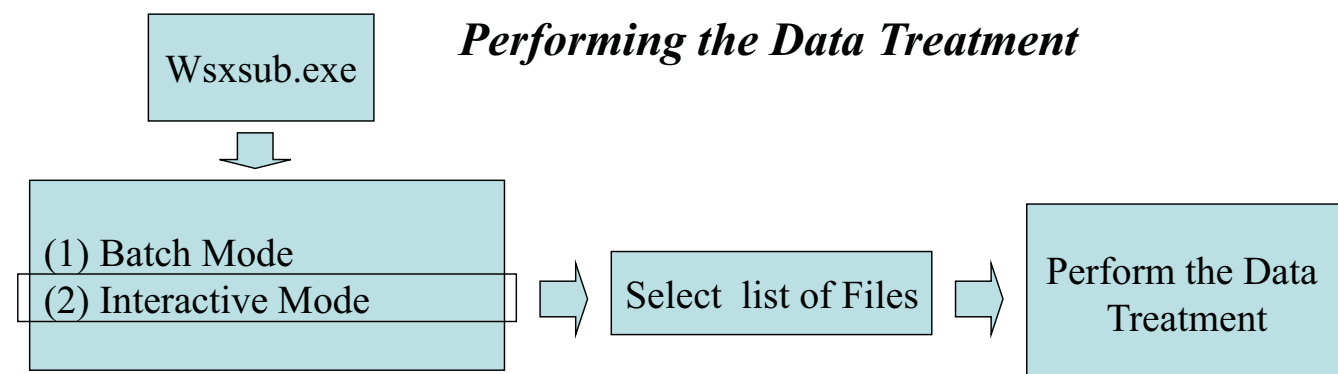 Performing the Data Treatment
Wsxsub.exe
(1) Batch Mode
(2) Interactive Mode
Select list of Files
Perform the Data
Treatment